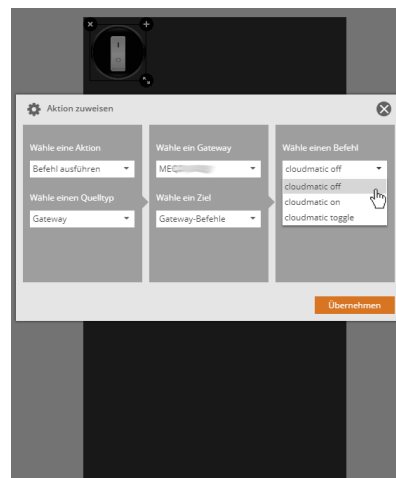 Aktion zuweisen
Wähle eine Aktion
Befehl ausführen
Wähle einen Quelltyp
Gateway
Wähle ein Gateway
Wähle ein Ziel
Gateway-Befehle
Wähle einen Befehl
cloudmatic off
cloudmatic off
cloudmatic on
cloudmatic toggle
Übernehmen